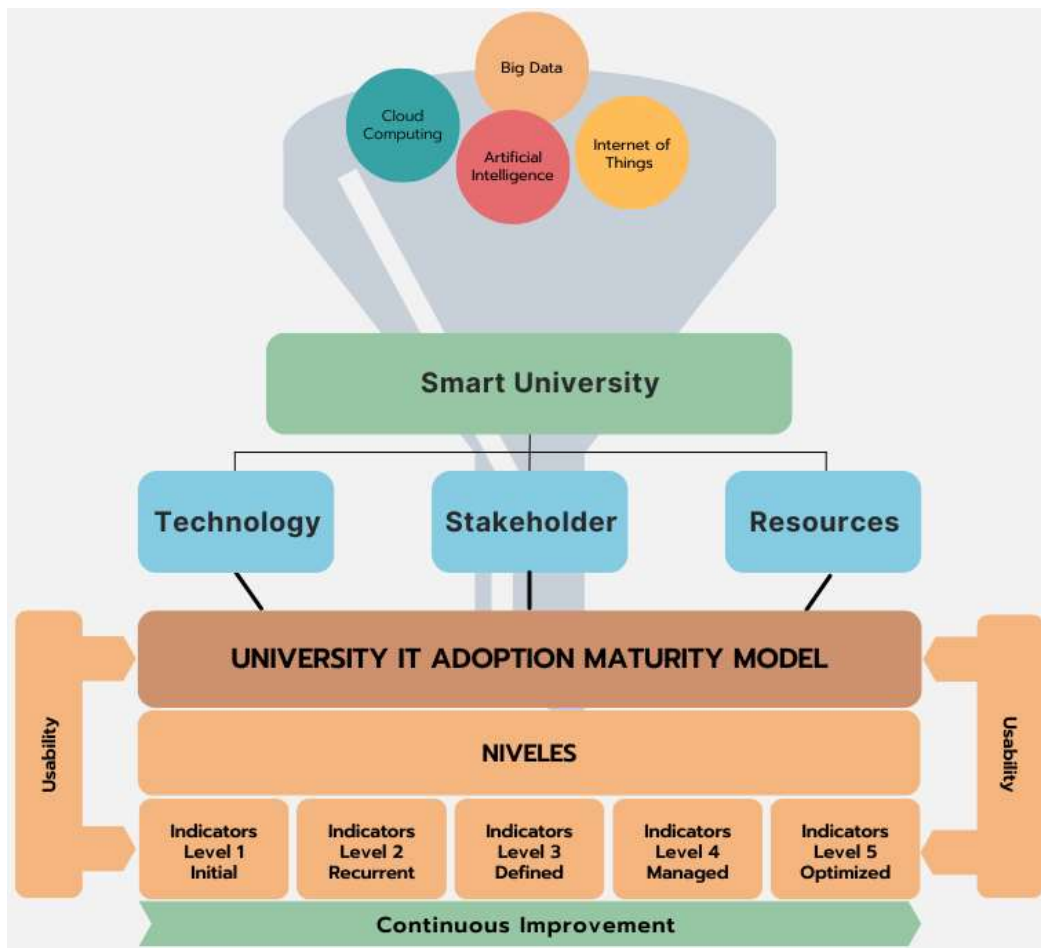 Big Data
Cloud
Computing
Artificial
Intelligence
Internet of
Things
Smart University
Technology
Stakeholder
Resources
UNIVERSITY IT ADOPTION MATURITY MODEL
Usability
Usability
NIVELES
Indicators
Level 1
Initial
Indicators
Level 2
Recurrent
Indicators
Level 3
Defined
Indicators
Level 4
Managed
Indicators
Level 5
Optimized
Continuous Improvement